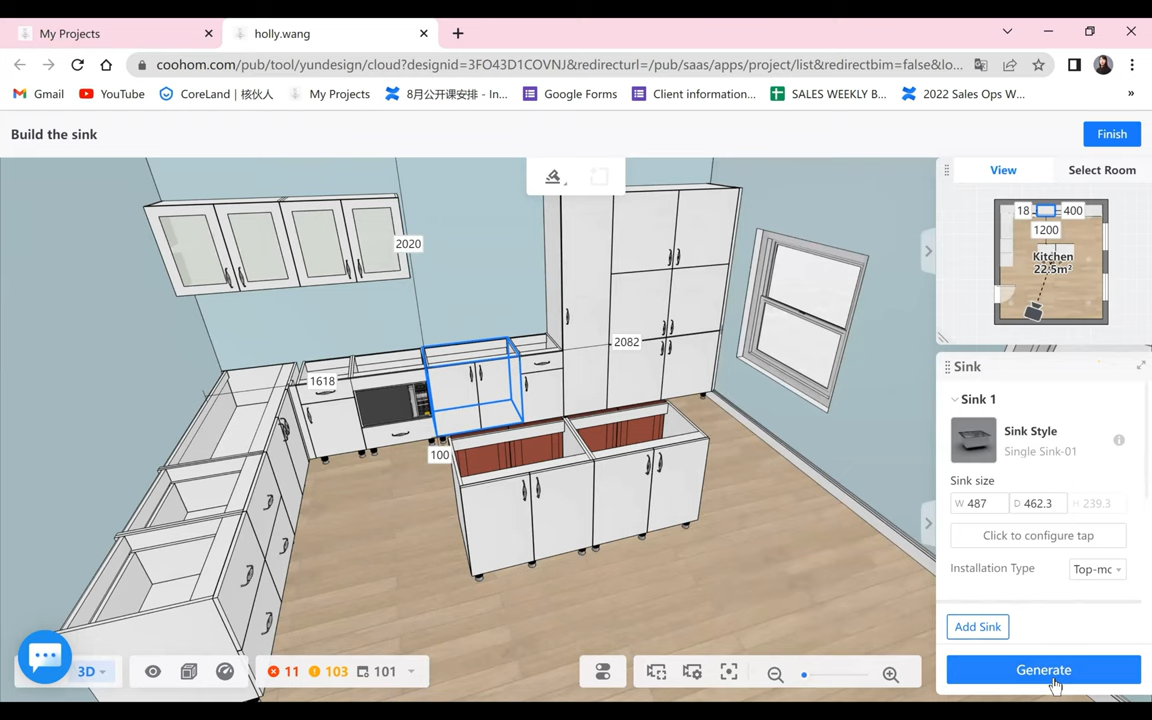 My Projects
holly.wang
coohom.com/pub/tool/yundesign/cloud?designid=3FO43D1COVNJ&redirecturl=/pub/saas/apps/project/list&redirectbim=false&lo...
Gmail
YouTube
CoreLand | 核伙人
My Projects
8月公开课安排 - In...
Google Forms
Client information...
SALES WEEKLY B...
2022 Sales Ops W...
»
Build the sink
Finish
View
Select Room
18
400
1200
Kitchen
22.5m²
2020
2082
1618
100
Sink
Sink 1
Sink Style
Single Sink-01
Sink size
W 487
D 462.3
H 239.3
Click to configure tap
Installation Type
Top-mc
Add Sink
Generate
3D
11
103
101